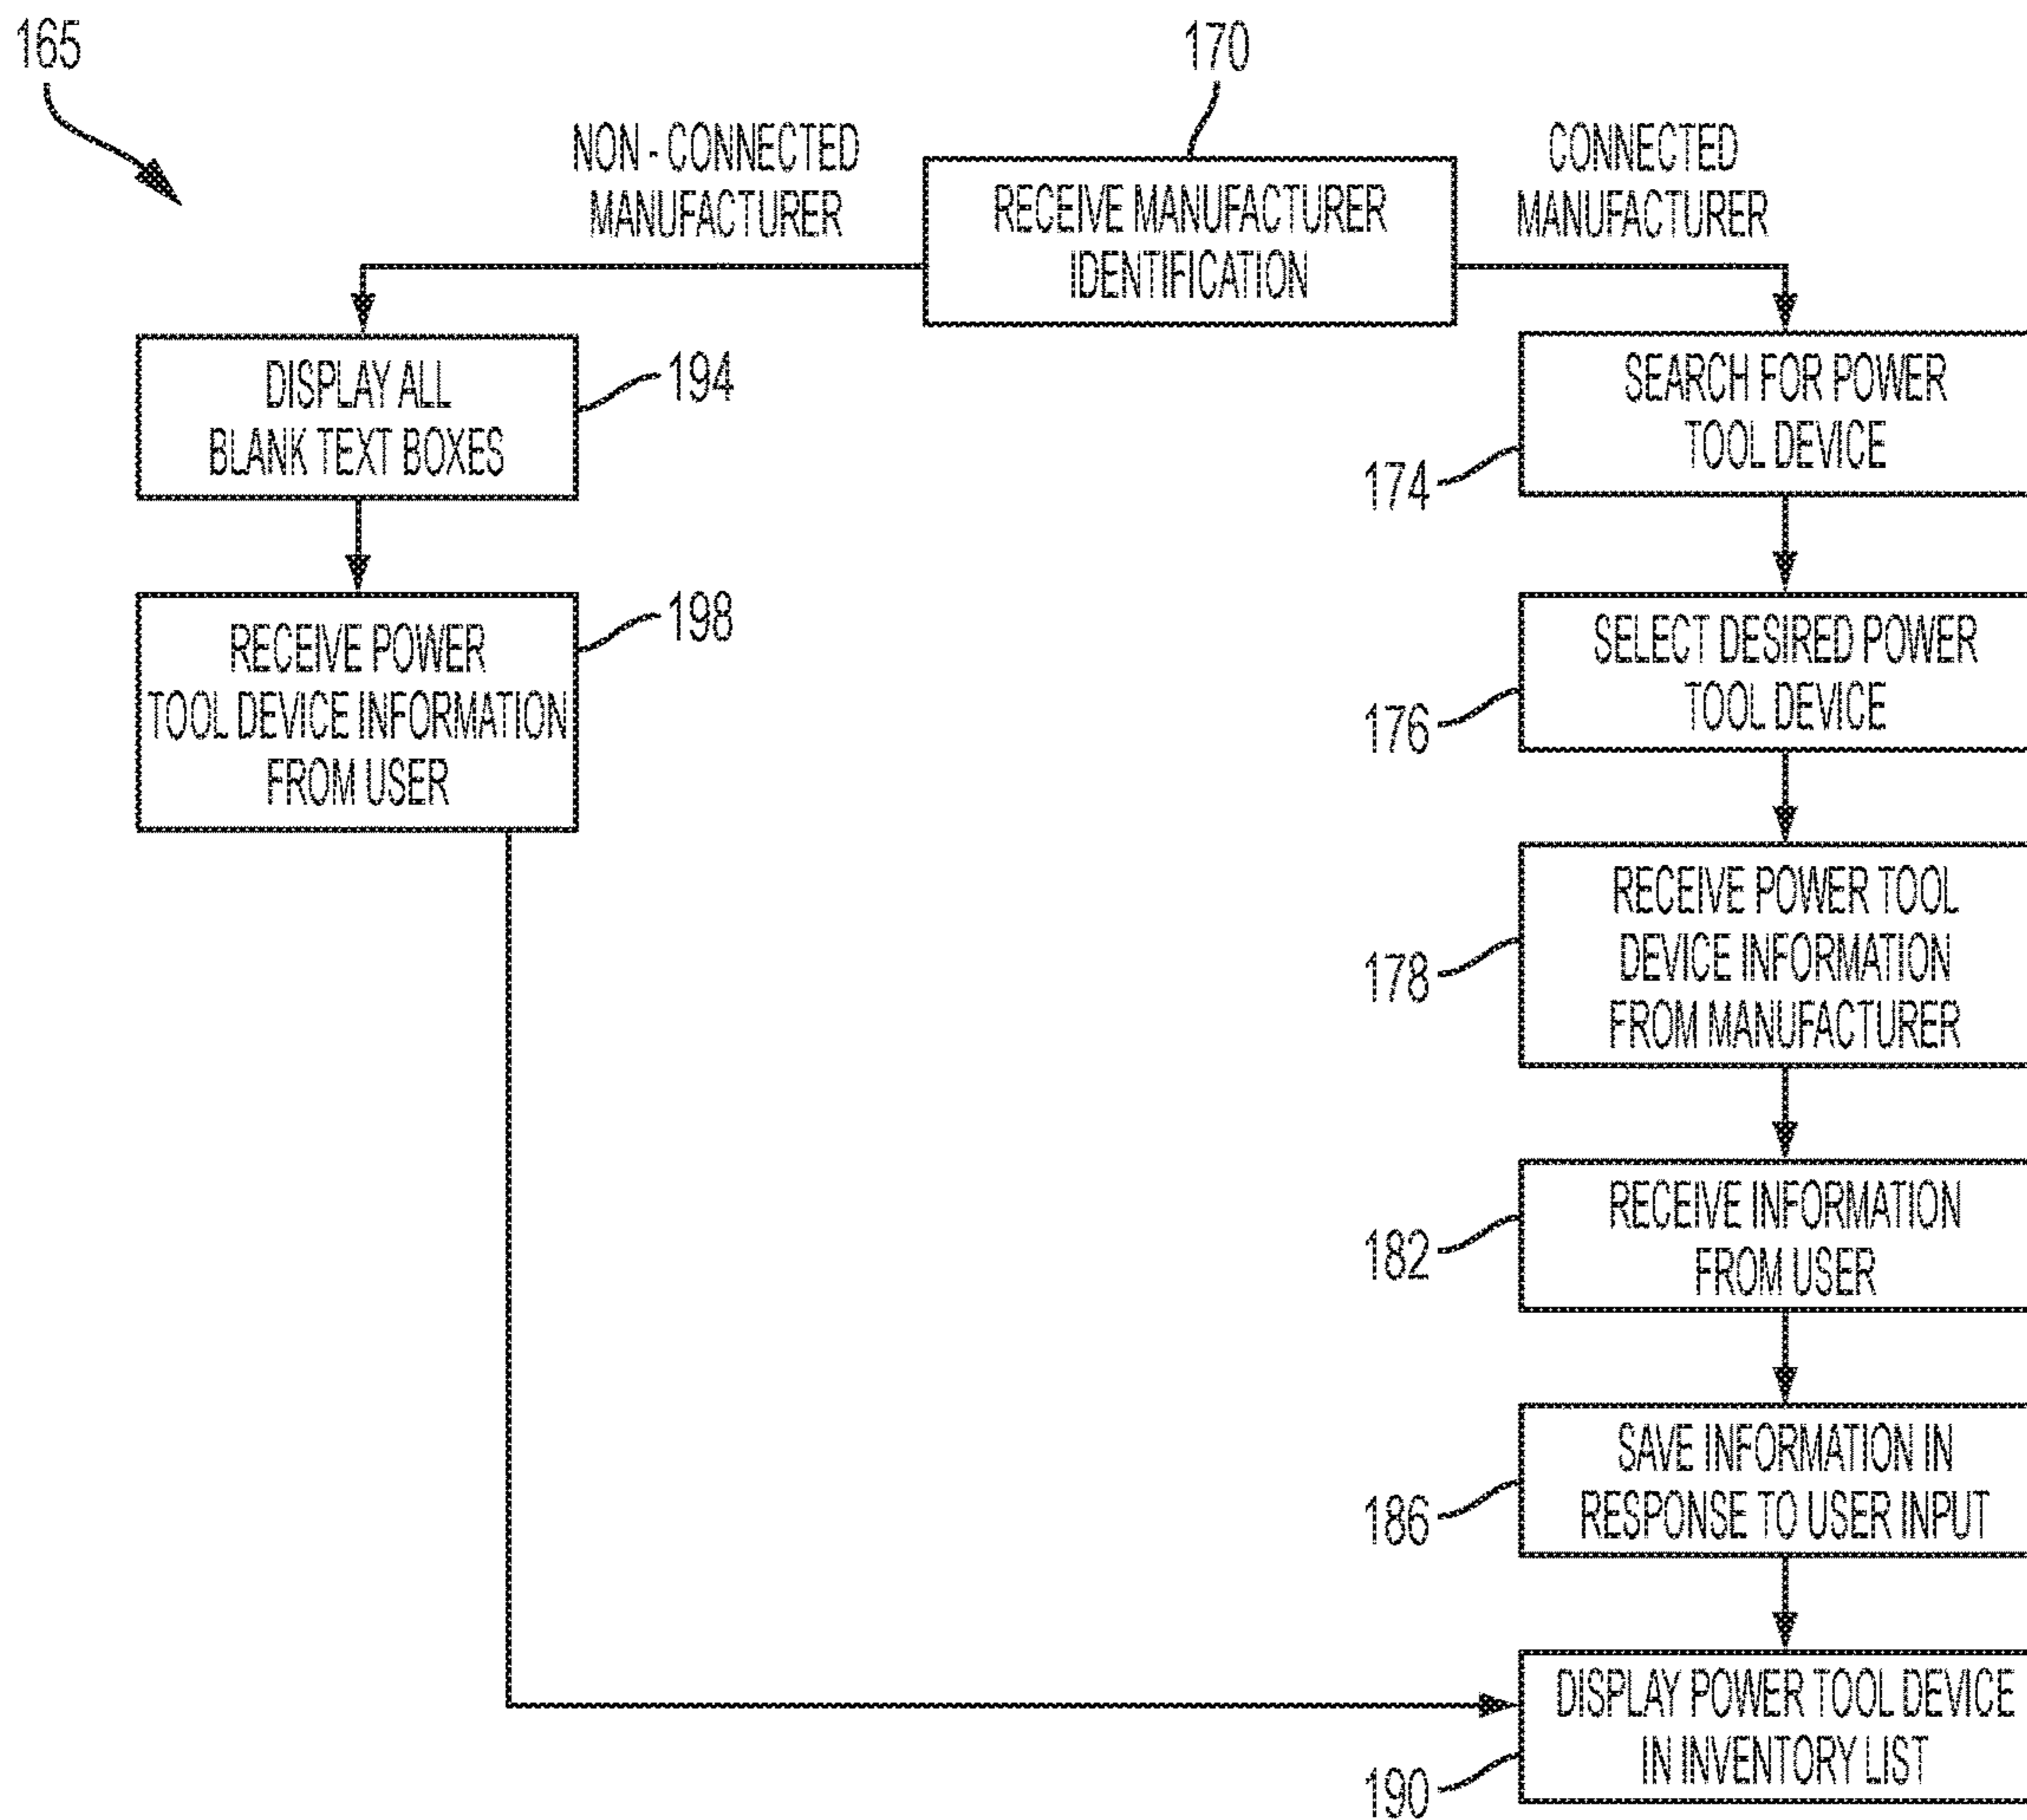 165
170
NON - CONNECTED
MANUFACTURER
RECEIVE MANUFACTURER
IDENTIFICATION
CONNECTED
MANUFACTURER
DISPLAY ALL
BLANK TEXT BOXES
194
RECEIVE POWER
TOOL DEVICE INFORMATION
FROM USER
198
SEARCH FOR POWER
TOOL DEVICE
174
SELECT DESIRED POWER
TOOL DEVICE
176
RECEIVE POWER TOOL
DEVICE INFORMATION
FROM MANUFACTURER
178
RECEIVE INFORMATION
FROM USER
182
SAVE INFORMATION IN
RESPONSE TO USER INPUT
186
DISPLAY POWER TOOL DEVICE
IN INVENTORY LIST
190